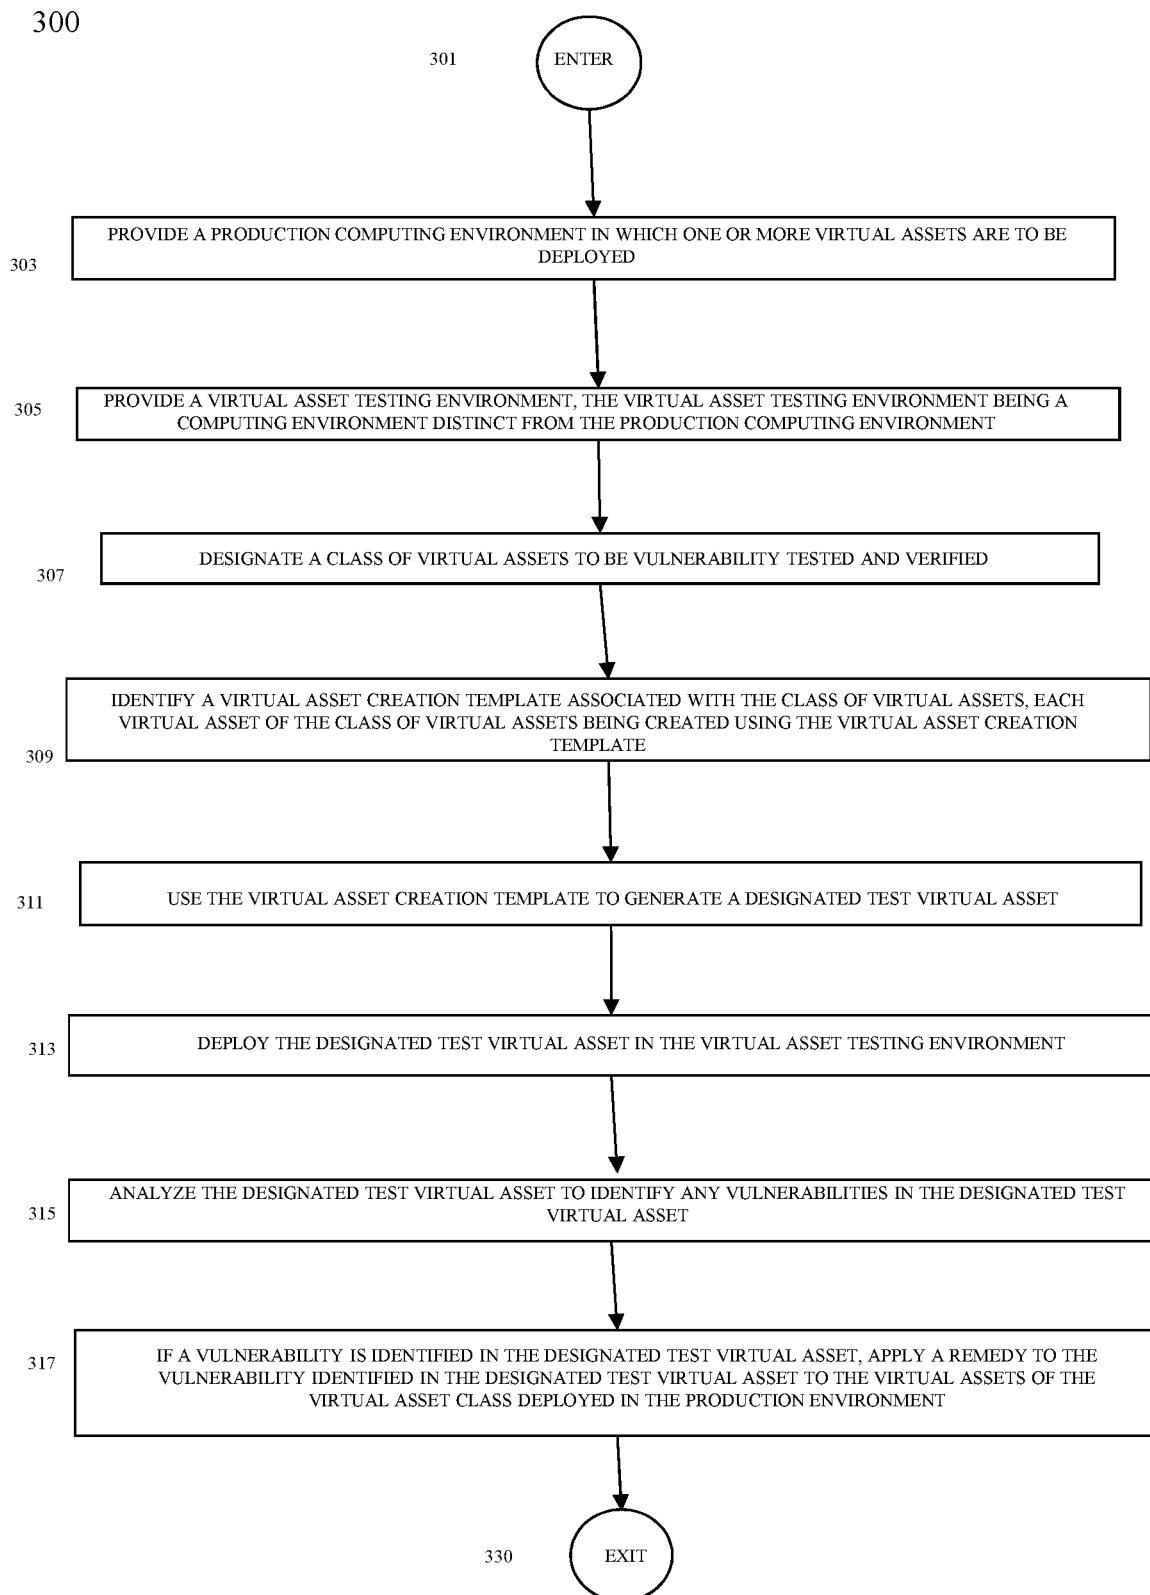 300
301
ENTER
PROVIDE A PRODUCTION COMPUTING ENVIRONMENT IN WHICH ONE OR MORE VIRTUAL ASSETS ARE TO BE
DEPLOYED
303
PROVIDE A VIRTUAL ASSET TESTING ENVIRONMENT, THE VIRTUAL ASSET TESTING ENVIRONMENT BEING A
COMPUTING ENVIRONMENT DISTINCT FROM THE PRODUCTION COMPUTING ENVIRONMENT
305
DESIGNATE A CLASS OF VIRTUAL ASSETS TO BE VULNERABILITY TESTED AND VERIFIED
307
IDENTIFY A VIRTUAL ASSET CREATION TEMPLATE ASSOCIATED WITH THE CLASS OF VIRTUAL ASSETS, EACH
VIRTUAL ASSET OF THE CLASS OF VIRTUAL ASSETS BEING CREATED USING THE VIRTUAL ASSET CREATION
TEMPLATE
309
USE THE VIRTUAL ASSET CREATION TEMPLATE TO GENERATE A DESIGNATED TEST VIRTUAL ASSET
311
DEPLOY THE DESIGNATED TEST VIRTUAL ASSET IN THE VIRTUAL ASSET TESTING ENVIRONMENT
313
ANALYZE THE DESIGNATED TEST VIRTUAL ASSET TO IDENTIFY ANY VULNERABILITIES IN THE DESIGNATED TEST
VIRTUAL ASSET
315
IF A VULNERABILITY IS IDENTIFIED IN THE DESIGNATED TEST VIRTUAL ASSET, APPLY A REMEDY TO THE
VULNERABILITY IDENTIFIED IN THE DESIGNATED TEST VIRTUAL ASSET TO THE VIRTUAL ASSETS OF THE
VIRTUAL ASSET CLASS DEPLOYED IN THE PRODUCTION ENVIRONMENT
317
330
EXIT